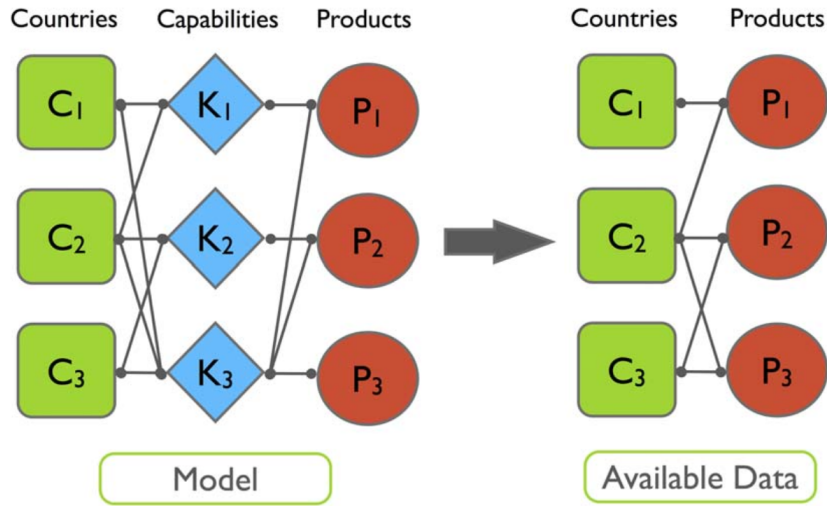 Countries Capabilities Products Countries Products
C1 K1 P1 C1 P1
C2 K2 P2 C2 P2
C3 K3 P3 C3 P3
Model Available Data